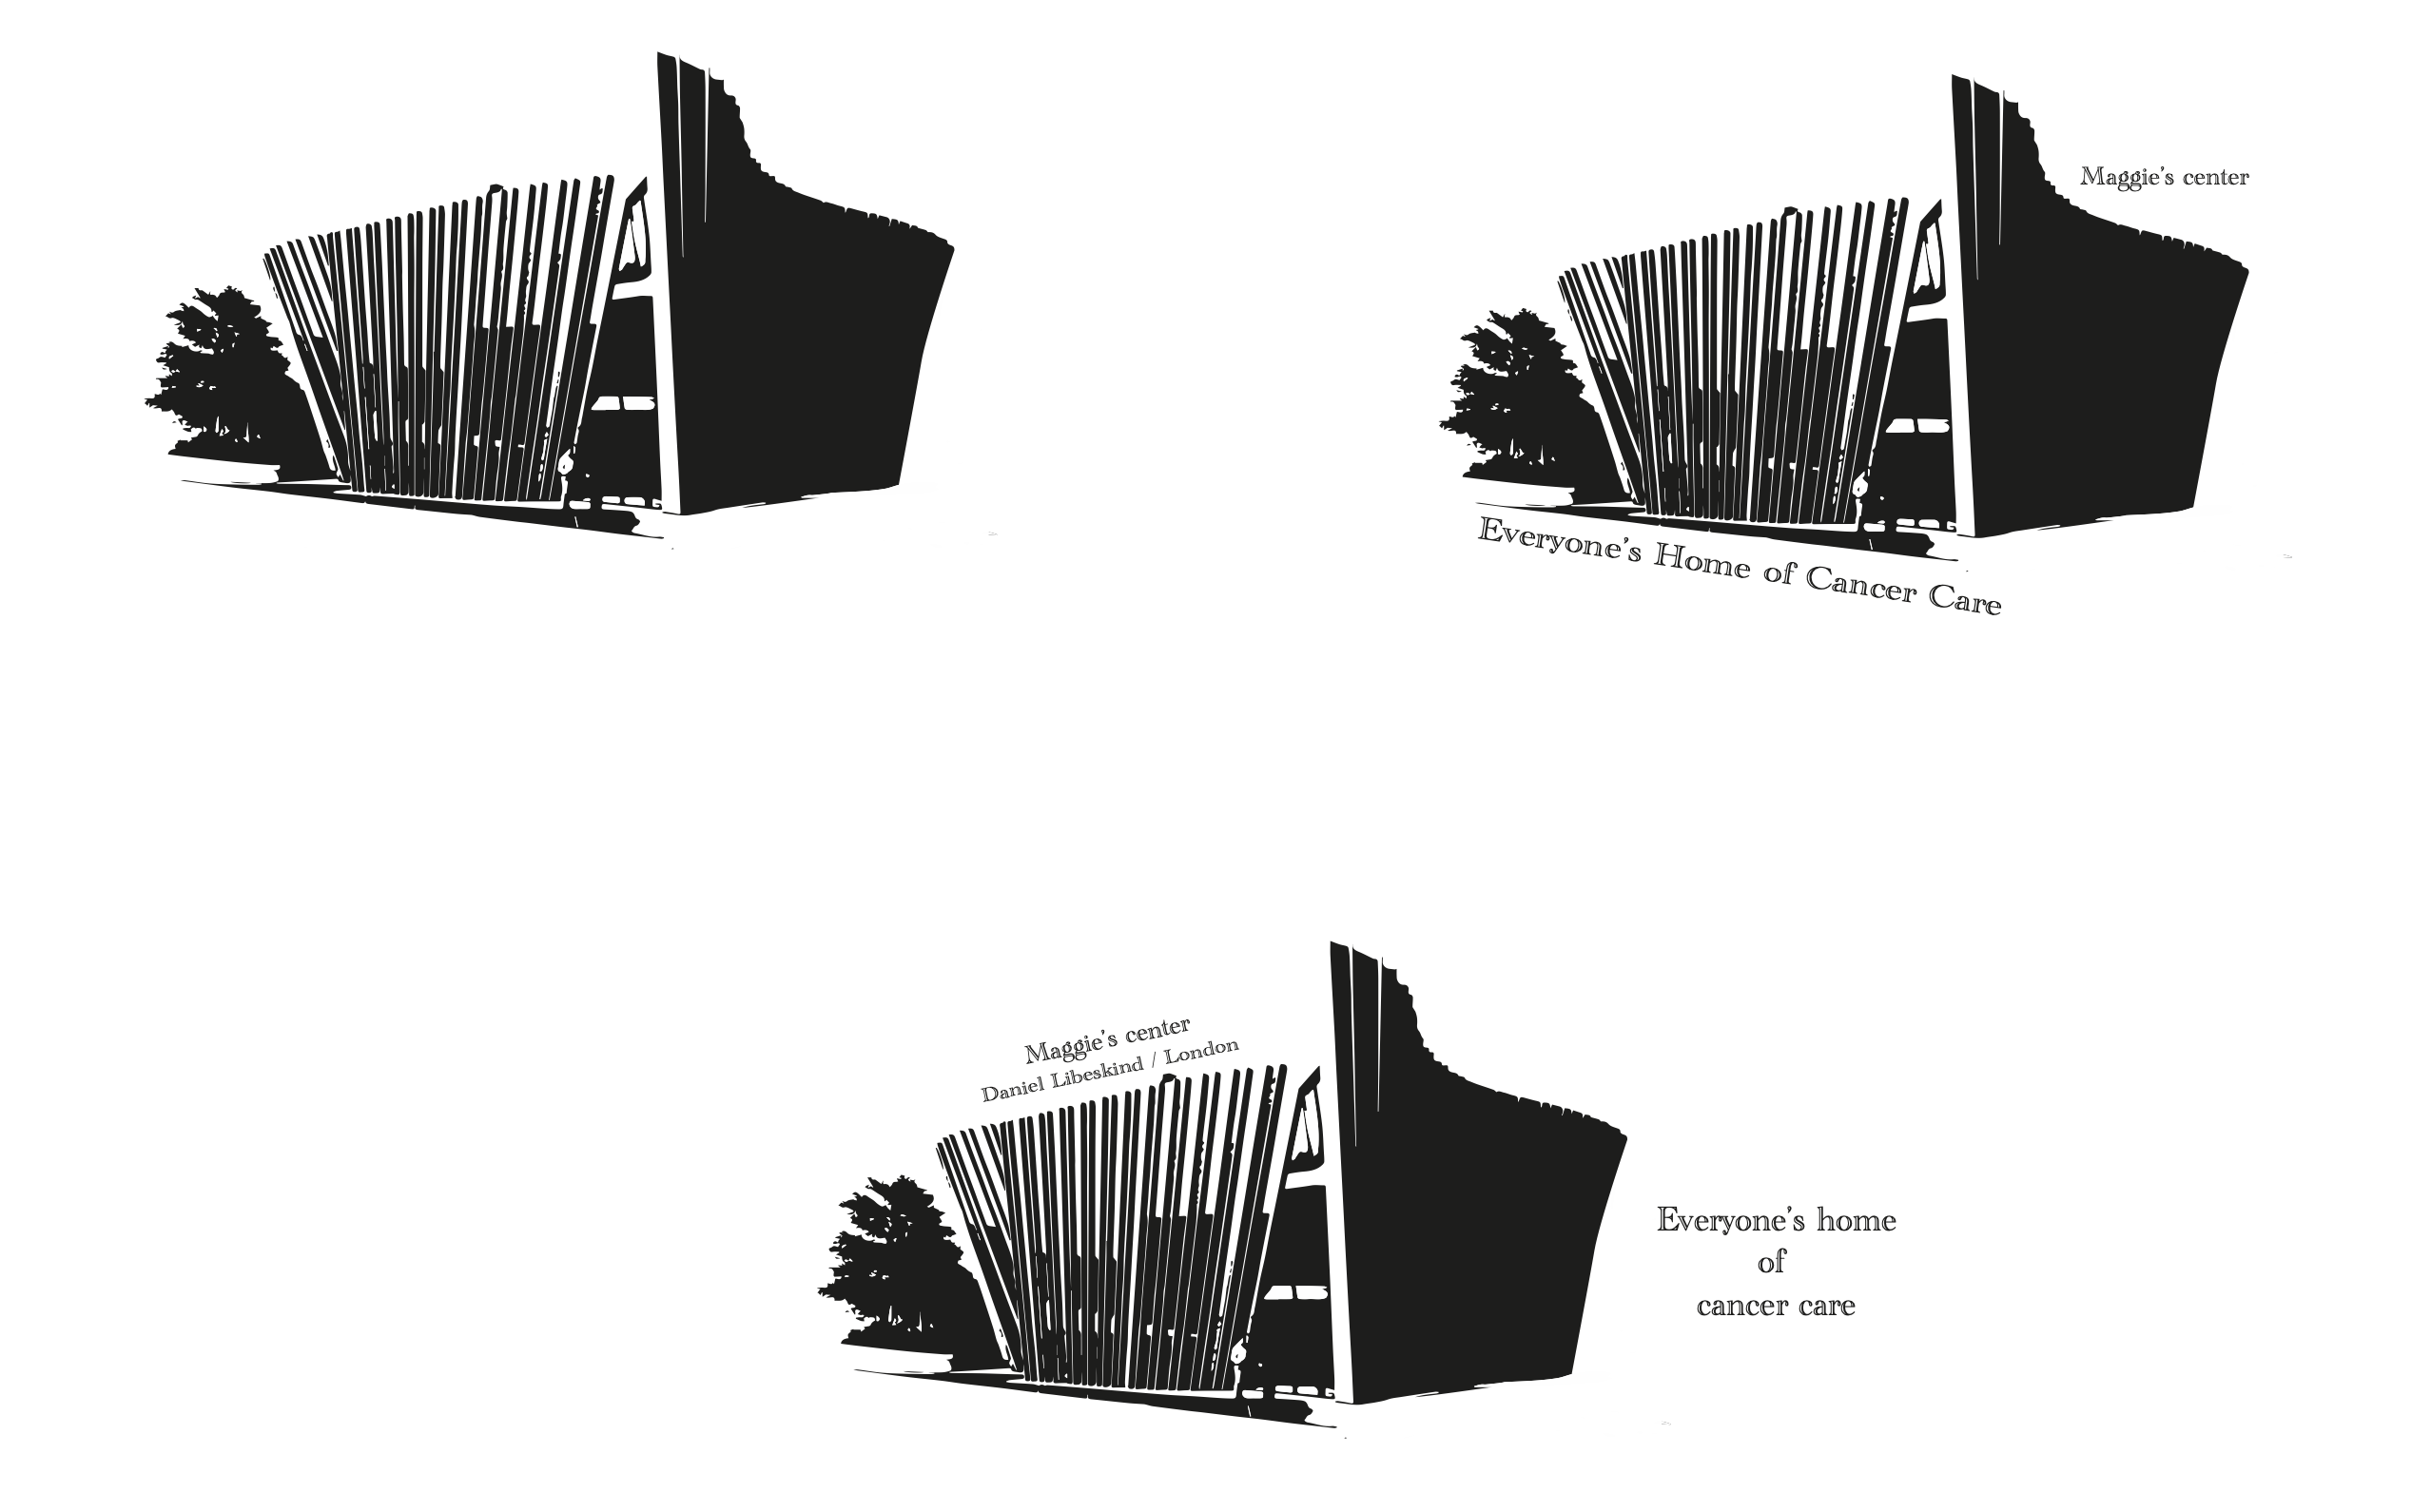 Maggie's center
Everyone's Home of Cancer Care
Maggie's center
Daniel Libeskind / London
Everyone's home
of
cancer care